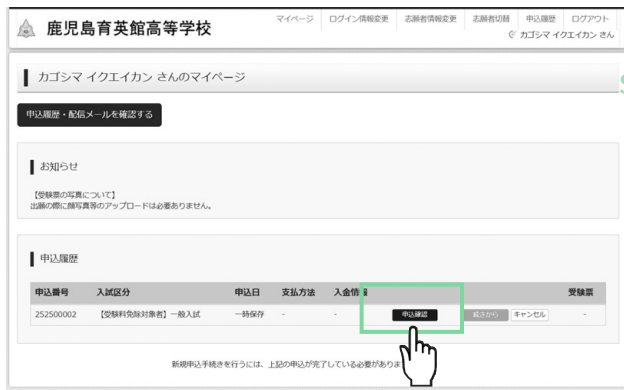 鹿児島育英館高等学校
マイページ ログイン情報変更 志願者情報変更 志願者切替 申込履歴 ログアウト
カゴシマ イクエイカン さん
カゴシマ イクエイカン さんのマイページ
申込履歴・配信メールを確認する
お知らせ
【受験票の写真について】
出願の際に顔写真等のアップロードは必要ありません。
申込履歴
申込番号 入試区分 申込日 支払方法 入金情報 受験票
252500002 【受験料免除対象者】一般入試 一時保存 - - 申込確認 続きから キャンセル -
新規申込手続きを行うには、上記の申込が完了している必要がありま